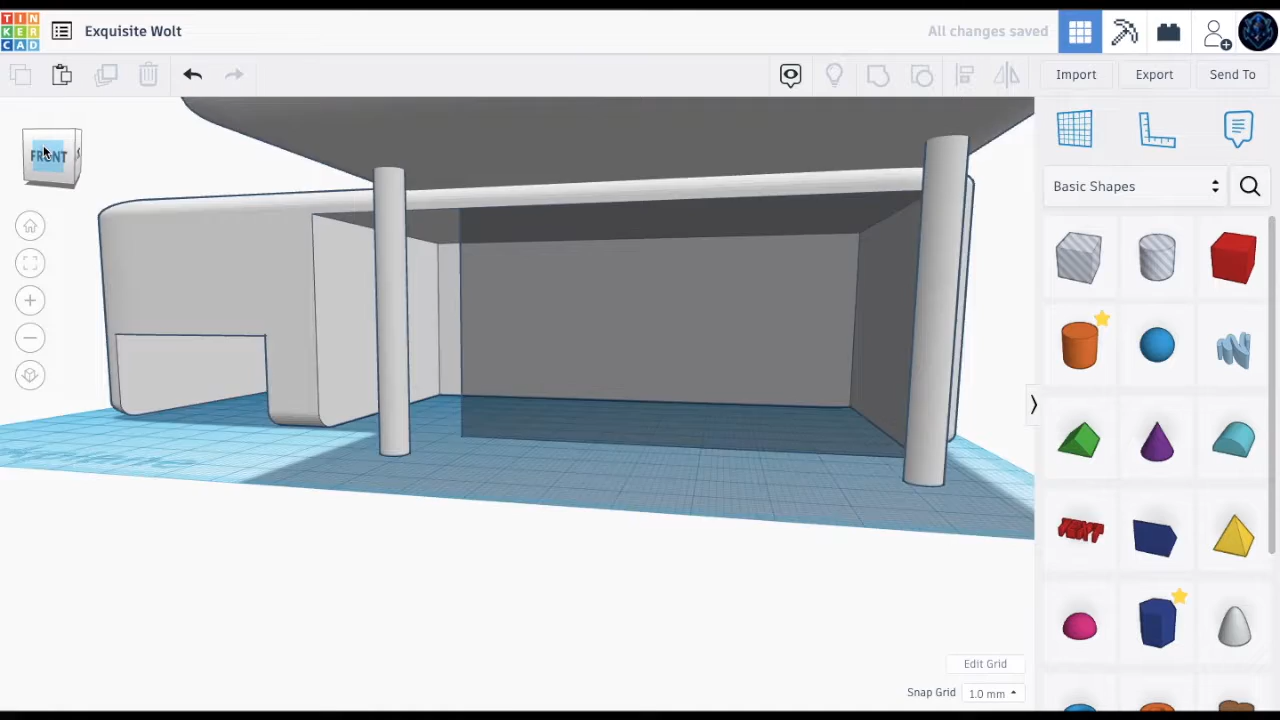 TIN
KER
CAD
Exquisite Wolt
All changes saved
Import
Export
Send To
FRONT
Basic Shapes
TEXT
Edit Grid
Snap Grid
1.0 mm